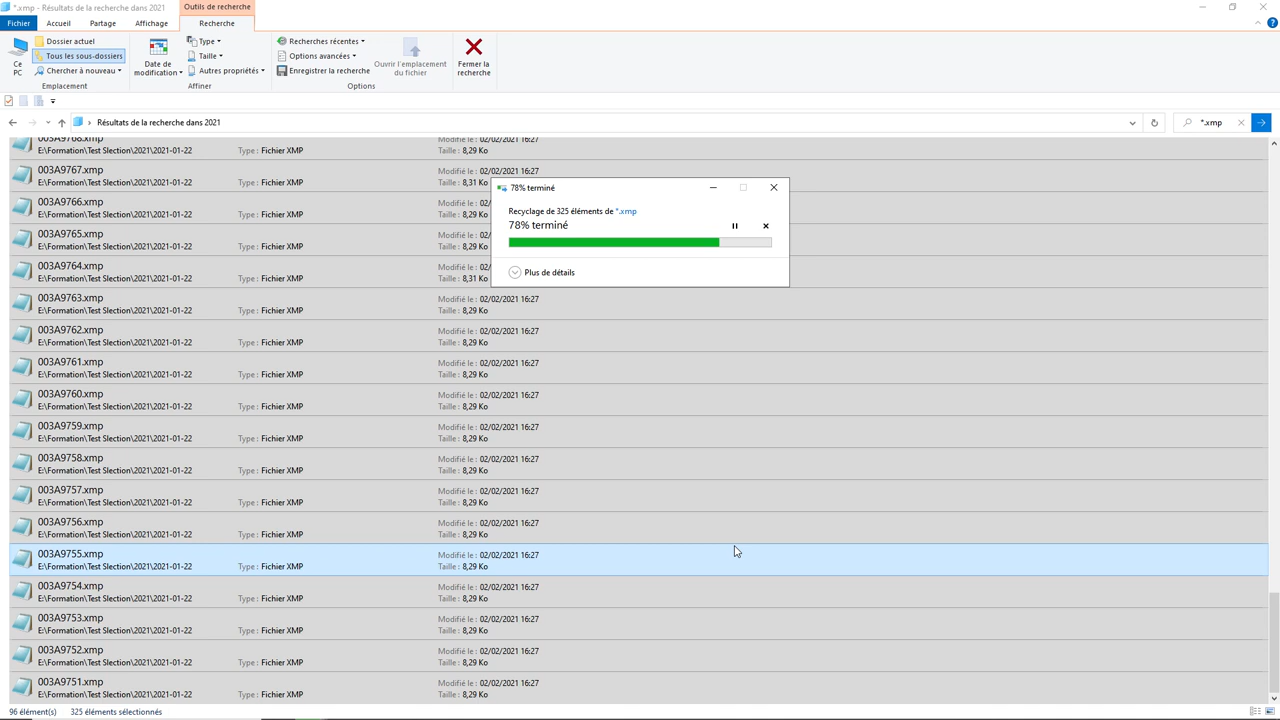 *.xmp - Résultats de la recherche dans 2021
Outils de recherche
Fichier Accueil Partage Affichage Recherche
Ce PC
Dossier actuel
Tous les sous-dossiers
Chercher à nouveau
Emplacement
Date de modification
Type
Taille
Autres propriétés
Affiner
Recherches récentes
Options avancées
Enregistrer la recherche
Ouvrir l'emplacement du fichier
Options
Fermer la recherche
Résultats de la recherche dans 2021
*.xmp
003A9768.xmp
E:\Formation\Test Slection\2021\2021-01-22 Type : Fichier XMP Taille : 8,29 Ko
003A9767.xmp Modifié le : 02/02/2021 16:27
E:\Formation\Test Slection\2021\2021-01-22 Type : Fichier XMP Taille : 8,31 Ko
003A9766.xmp Modifié le : 02/
E:\Formation\Test Slection\2021\2021-01-22 Type : Fichier XMP Taille : 8,29 Ko
003A9765.xmp Modifié le : 02/
E:\Formation\Test Slection\2021\2021-01-22 Type : Fichier XMP Taille : 8,29 Ko
003A9764.xmp Modifié le : 02/
E:\Formation\Test Slection\2021\2021-01-22 Type : Fichier XMP Taille : 8,31 Ko
78% terminé
Recyclage de 325 éléments de *.xmp
78% terminé
Plus de détails
003A9763.xmp Modifié le : 02/02/2021 16:27
E:\Formation\Test Slection\2021\2021-01-22 Type : Fichier XMP Taille : 8,29 Ko
003A9762.xmp Modifié le : 02/02/2021 16:27
E:\Formation\Test Slection\2021\2021-01-22 Type : Fichier XMP Taille : 8,29 Ko
003A9761.xmp Modifié le : 02/02/2021 16:27
E:\Formation\Test Slection\2021\2021-01-22 Type : Fichier XMP Taille : 8,29 Ko
003A9760.xmp Modifié le : 02/02/2021 16:27
E:\Formation\Test Slection\2021\2021-01-22 Type : Fichier XMP Taille : 8,29 Ko
003A9759.xmp Modifié le : 02/02/2021 16:27
E:\Formation\Test Slection\2021\2021-01-22 Type : Fichier XMP Taille : 8,29 Ko
003A9758.xmp Modifié le : 02/02/2021 16:27
E:\Formation\Test Slection\2021\2021-01-22 Type : Fichier XMP Taille : 8,29 Ko
003A9757.xmp Modifié le : 02/02/2021 16:27
E:\Formation\Test Slection\2021\2021-01-22 Type : Fichier XMP Taille : 8,29 Ko
003A9756.xmp Modifié le : 02/02/2021 16:27
E:\Formation\Test Slection\2021\2021-01-22 Type : Fichier XMP Taille : 8,29 Ko
003A9755.xmp Modifié le : 02/02/2021 16:27
E:\Formation\Test Slection\2021\2021-01-22 Type : Fichier XMP Taille : 8,29 Ko
003A9754.xmp Modifié le : 02/02/2021 16:27
E:\Formation\Test Slection\2021\2021-01-22 Type : Fichier XMP Taille : 8,29 Ko
003A9753.xmp Modifié le : 02/02/2021 16:27
E:\Formation\Test Slection\2021\2021-01-22 Type : Fichier XMP Taille : 8,29 Ko
003A9752.xmp Modifié le : 02/02/2021 16:27
E:\Formation\Test Slection\2021\2021-01-22 Type : Fichier XMP Taille : 8,29 Ko
003A9751.xmp Modifié le : 02/02/2021 16:27
E:\Formation\Test Slection\2021\2021-01-22 Type : Fichier XMP Taille : 8,29 Ko
96 élément(s) 325 éléments sélectionnés